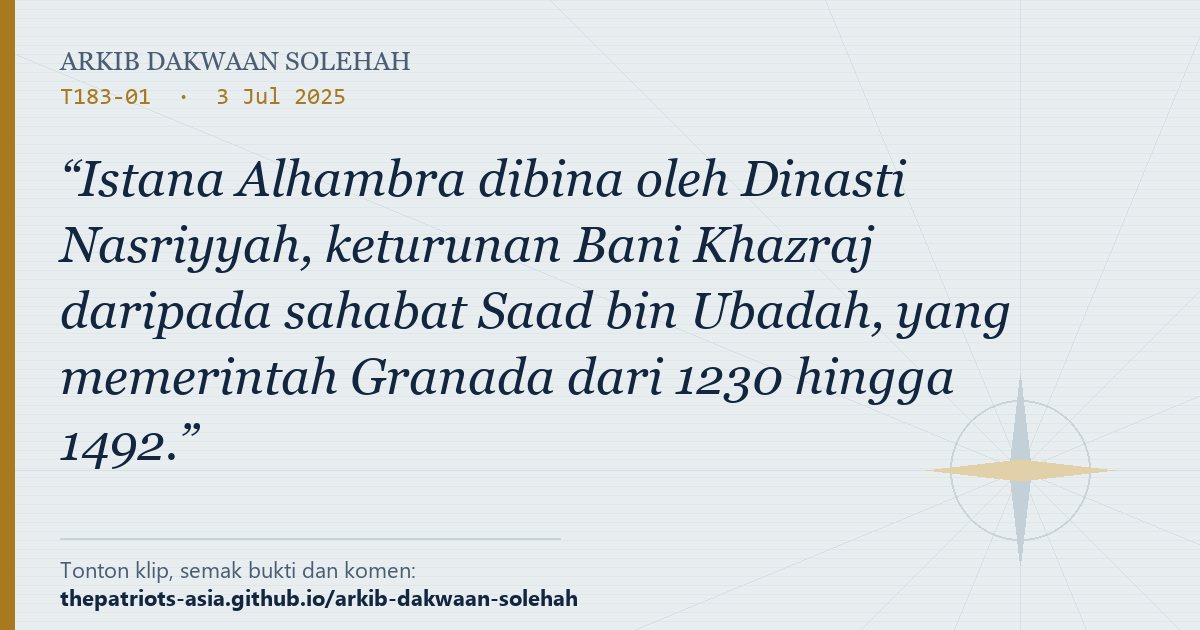 ARKIB DAKWAAN SOLEHAH
T183-01 · 3 Jul 2025
“Istana Alhambra dibina oleh Dinasti
Nasriyyah, keturunan Bani Khazraj
daripada sahabat Saad bin Ubadah, yang
memerintah Granada dari 1230 hingga
1492.”
Tonton klip, semak bukti dan komen:
thepatriots-asia.github.io/arkib-dakwaan-solehah